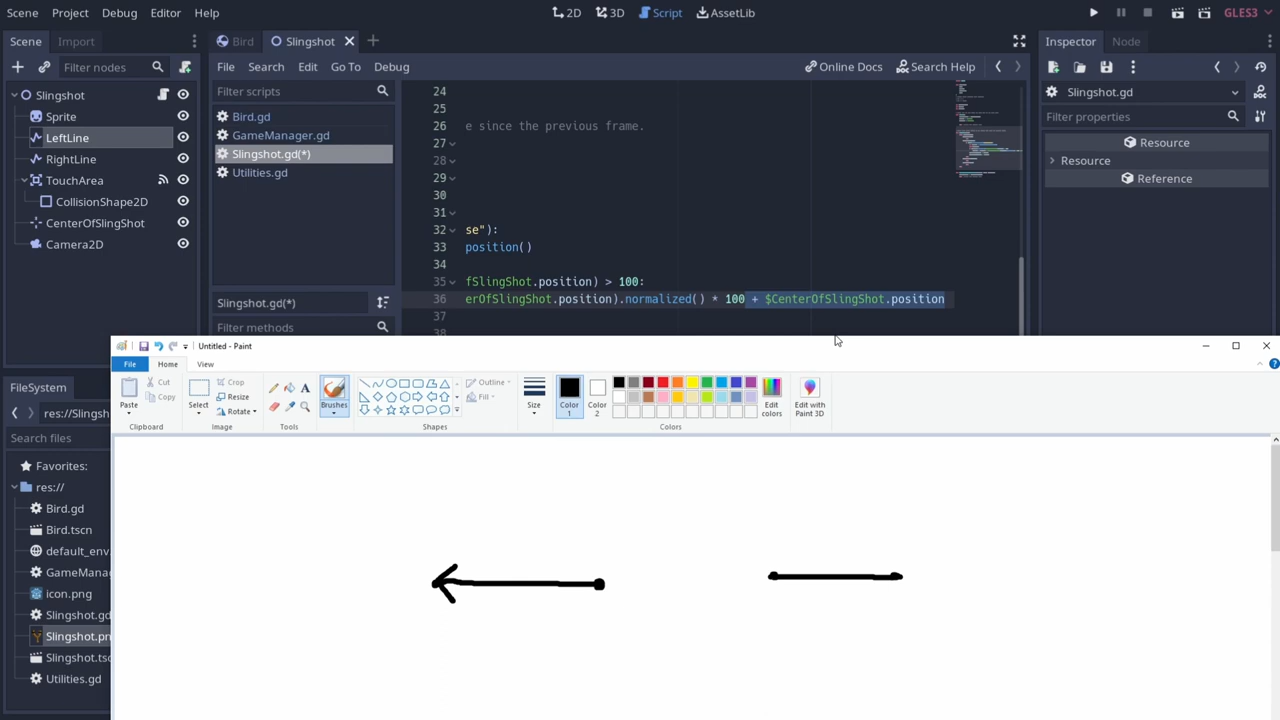 Scene Project Debug Editor Help
2D 3D Script AssetLib
GLES3
Scene Import
Bird Slingshot
Inspector Node
Filter nodes
File Search Edit Go To Debug
Online Docs Search Help
Filter scripts
Slingshot.gd
Filter properties
Slingshot
Sprite
LeftLine
RightLine
TouchArea
CollisionShape2D
CenterOfSlingShot
Camera2D
Bird.gd
GameManager.gd
Slingshot.gd(*)
Utilities.gd
Slingshot.gd(*)
Filter methods
24
25
26 e since the previous frame.
27
28
29
30
31
32 se"):
33 position()
34
35 fSlingShot.position) > 100:
36 erOfSlingShot.position).normalized() * 100 + $CenterOfSlingShot.position
37
38
Resource
Resource
Reference
FileSystem
res://Slingsh
Search files
Favorites:
res://
Bird.gd
Bird.tscn
default_env.
GameMana
icon.png
Slingshot.gd
Slingshot.pn
Slingshot.tsc
Utilities.gd
Untitled - Paint
File Home View
Paste Cut
Copy
Clipboard
Select Crop
Resize
Rotate
Image
Tools
Brushes
Shapes
Outline
Fill
Size
Color 1
Color 2
Edit colors
Colors
Edit with Paint 3D